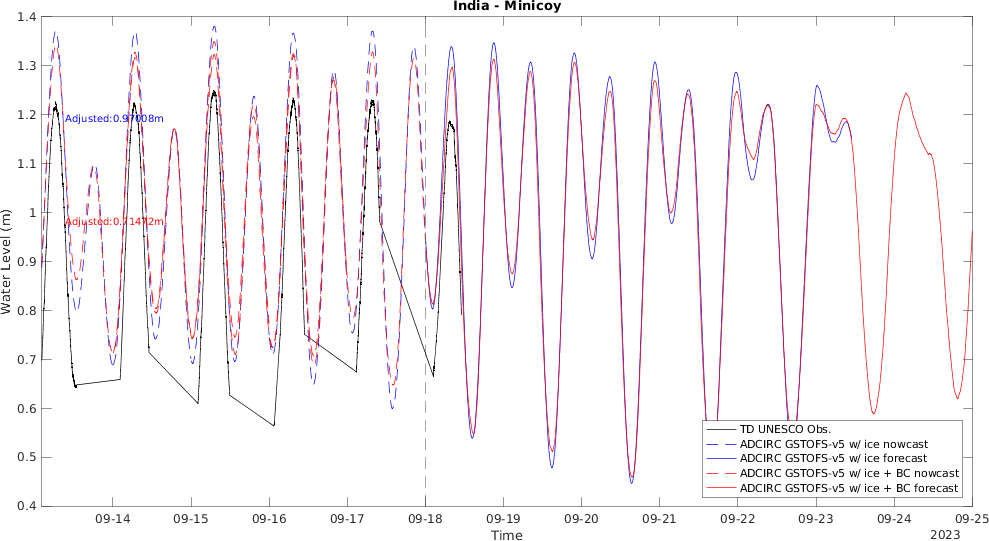 India - Minicoy
Water Level (m)
1.4
1.3
1.2
1.1
1
0.9
0.8
0.7
0.6
0.5
0.4
Adjusted:0.97008m
Adjusted:0.71472m
TD UNESCO Obs.
ADCIRC GSTOFS-v5 w/ ice nowcast
ADCIRC GSTOFS-v5 w/ ice forecast
ADCIRC GSTOFS-v5 w/ ice + BC nowcast
ADCIRC GSTOFS-v5 w/ ice + BC forecast
09-14 09-15 09-16 09-17 09-18 09-19 09-20 09-21 09-22 09-23 09-24 09-25
Time
2023